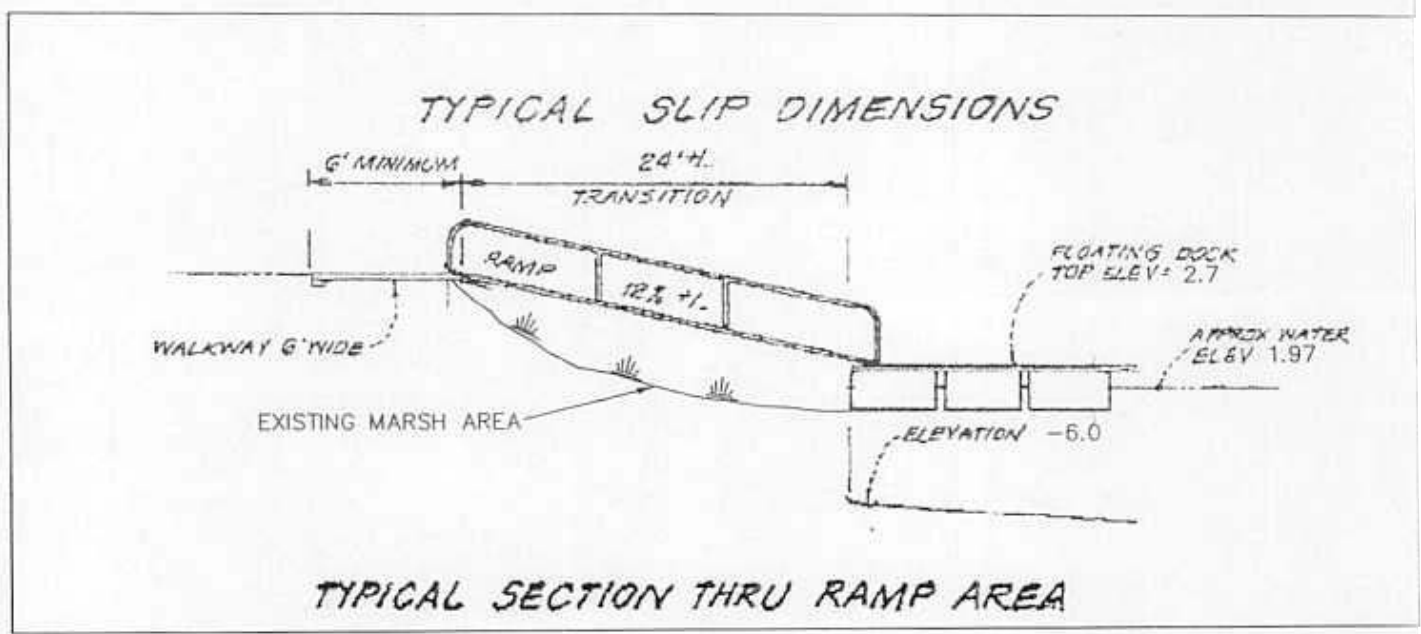 TYPICAL SLIP DIMENSIONS
6' MINIMUM
24'+/-
TRANSITION
RAMP
12% +/-
FLOATING DOCK
TOP ELEV= 2.7
WALKWAY 6' WIDE
APPROX WATER
ELEV 1.97
EXISTING MARSH AREA
ELEVATION -6.0
TYPICAL SECTION THRU RAMP AREA